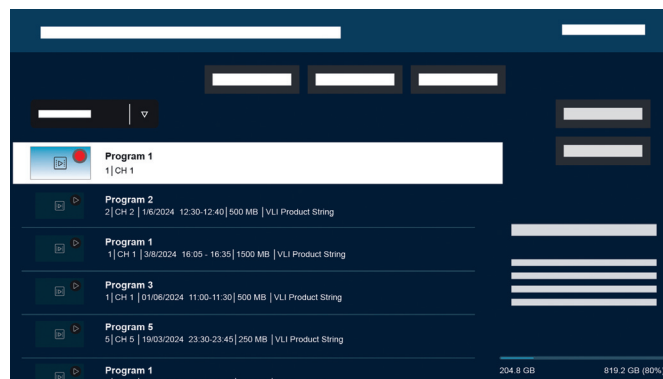 Program 1
1| CH 1
Program 2
2| CH 2 | 1/6/2024 12:30-12:40| 500 MB | VLI Product String
Program 1
1| CH 1 | 3/8/2024 16:05 - 16:35| 1500 MB | VLI Product String
Program 3
1| CH 1 | 01/06/2024 11:00-11:30| 500 MB | VLI Product String
Program 5
5| CH 5 | 19/03/2024 23:30-23:45| 250 MB | VLI Product String
Program 1
204.8 GB 819.2 GB (80%